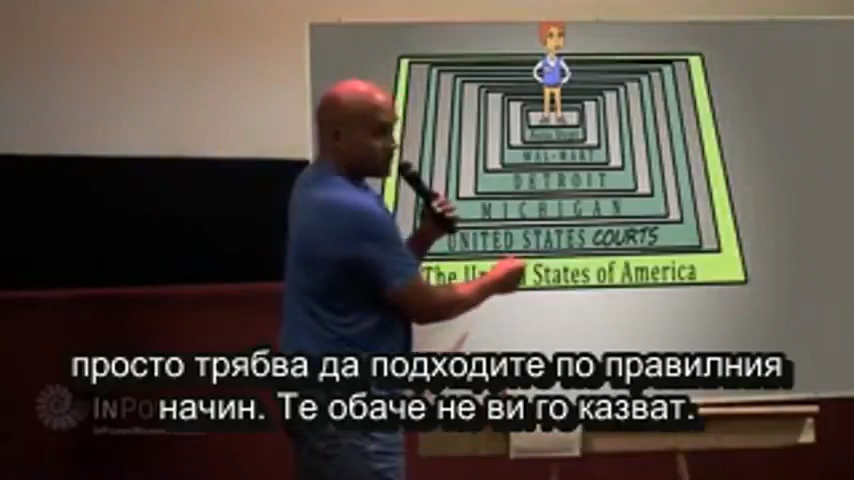 WAL-MART
DETROIT
MICHIGAN
UNITED STATES COURTS
The United States of America
просто трябва да подходите по правилния
начин. Те обаче не ви го казват.